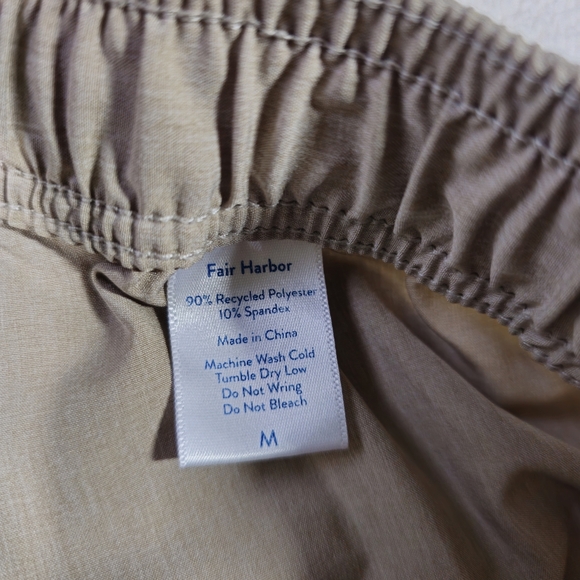 Fair Harbor
90% Recycled Polyester
10% Spandex
Made in China
Machine Wash Cold
Tumble Dry Low
Do Not Wring
Do Not Bleach
M